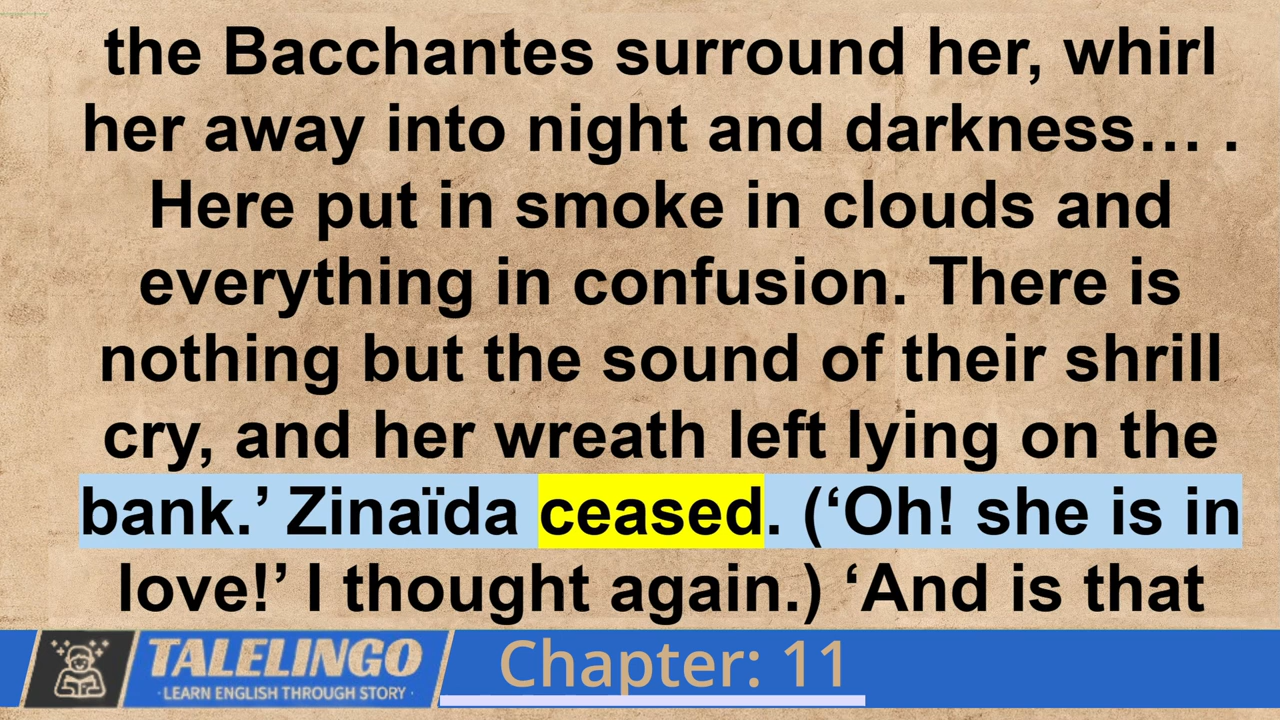 the Bacchantes surround her, whirl
her away into night and darkness… .
Here put in smoke in clouds and
everything in confusion. There is
nothing but the sound of their shrill
cry, and her wreath left lying on the
bank.’ Zinaïda ceased. (‘Oh! she is in
love!’ I thought again.) ‘And is that
TALELINGO
· LEARN ENGLISH THROUGH STORY ·
Chapter: 11